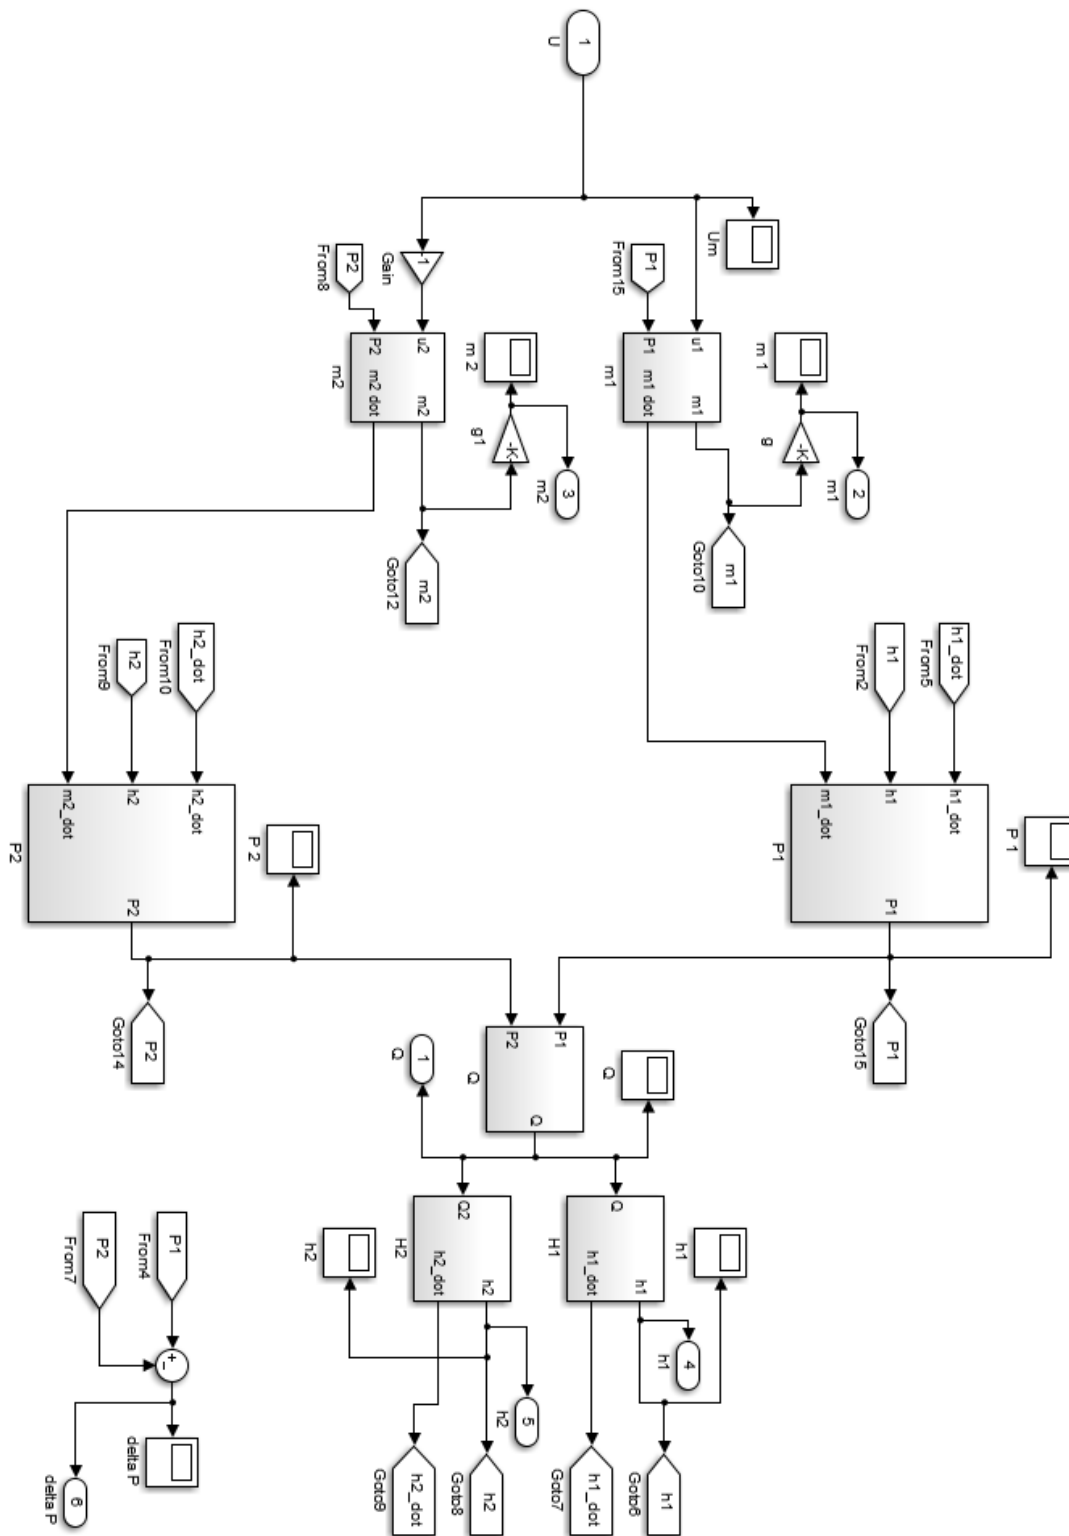 1
U
Um
-1
Gain
P2
From8
P1
From15
u2
P2
m2
m2 dot
m2
u1
P1
m1
m1 dot
m1
m 2
-K-
g1
3
m2
m2
Goto12
m 1
-K-
g
2
m1
m1
Goto10
h1_dot
From5
h1
From2
h2_dot
From10
h2
From9
h1_dot
h1
m1_dot
P1
P1
P 1
P1
Goto15
h2_dot
h2
m2_dot
P2
P2
P 2
P2
Goto14
P1
P2
Q
Q
Q
1
Q
Q
h1
h1_dot
H1
h1
4
h1
h1
Goto6
h1_dot
Goto7
Q2
h2
h2_dot
H2
h2
5
h2
h2
Goto8
h2_dot
Goto9
P1
From4
P2
From7
+
-
delta P
6
delta P